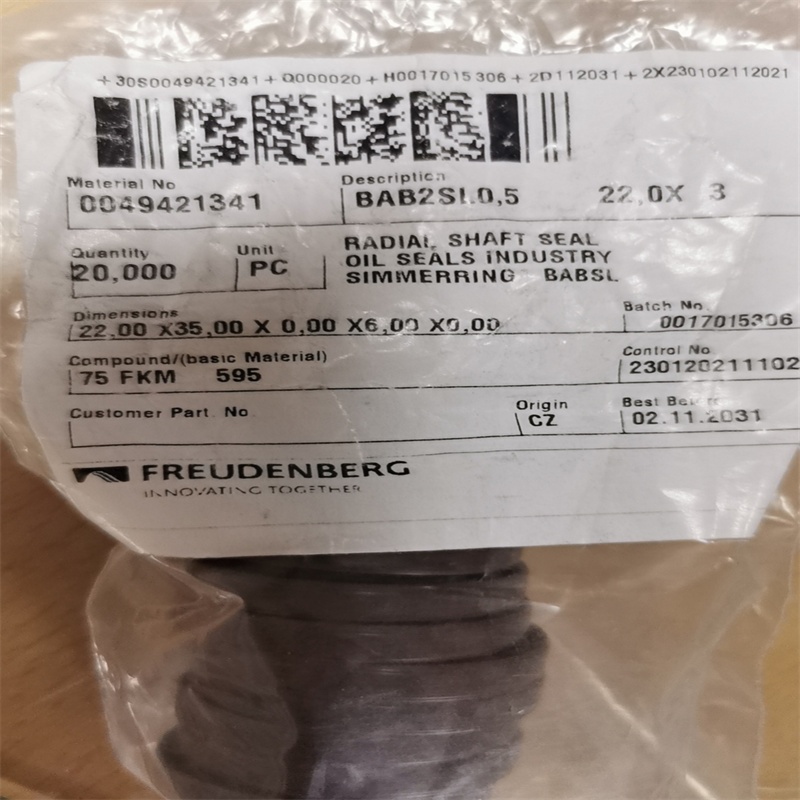 +30S0049421341+Q000020+H0017015306+2D112031+2X230102112021
Material No
0049421341
Description
BAB2SL0,5 22,0X 3
Quantity
20,000
Unit
PC
RADIAL SHAFT SEAL
OIL SEALS INDUSTRY
SIMMERRING BABSL
Dimensions
22,00 X35,00 X 0,00 X6,00 X0,00
Batch No.
0017015306
Compound/(basic Material)
75 FKM 595
Control No
230120211102
Customer Part No
Origin
CZ
Best Before
02.11.2031
FREUDENBERG
INNOVATING TOGETHER